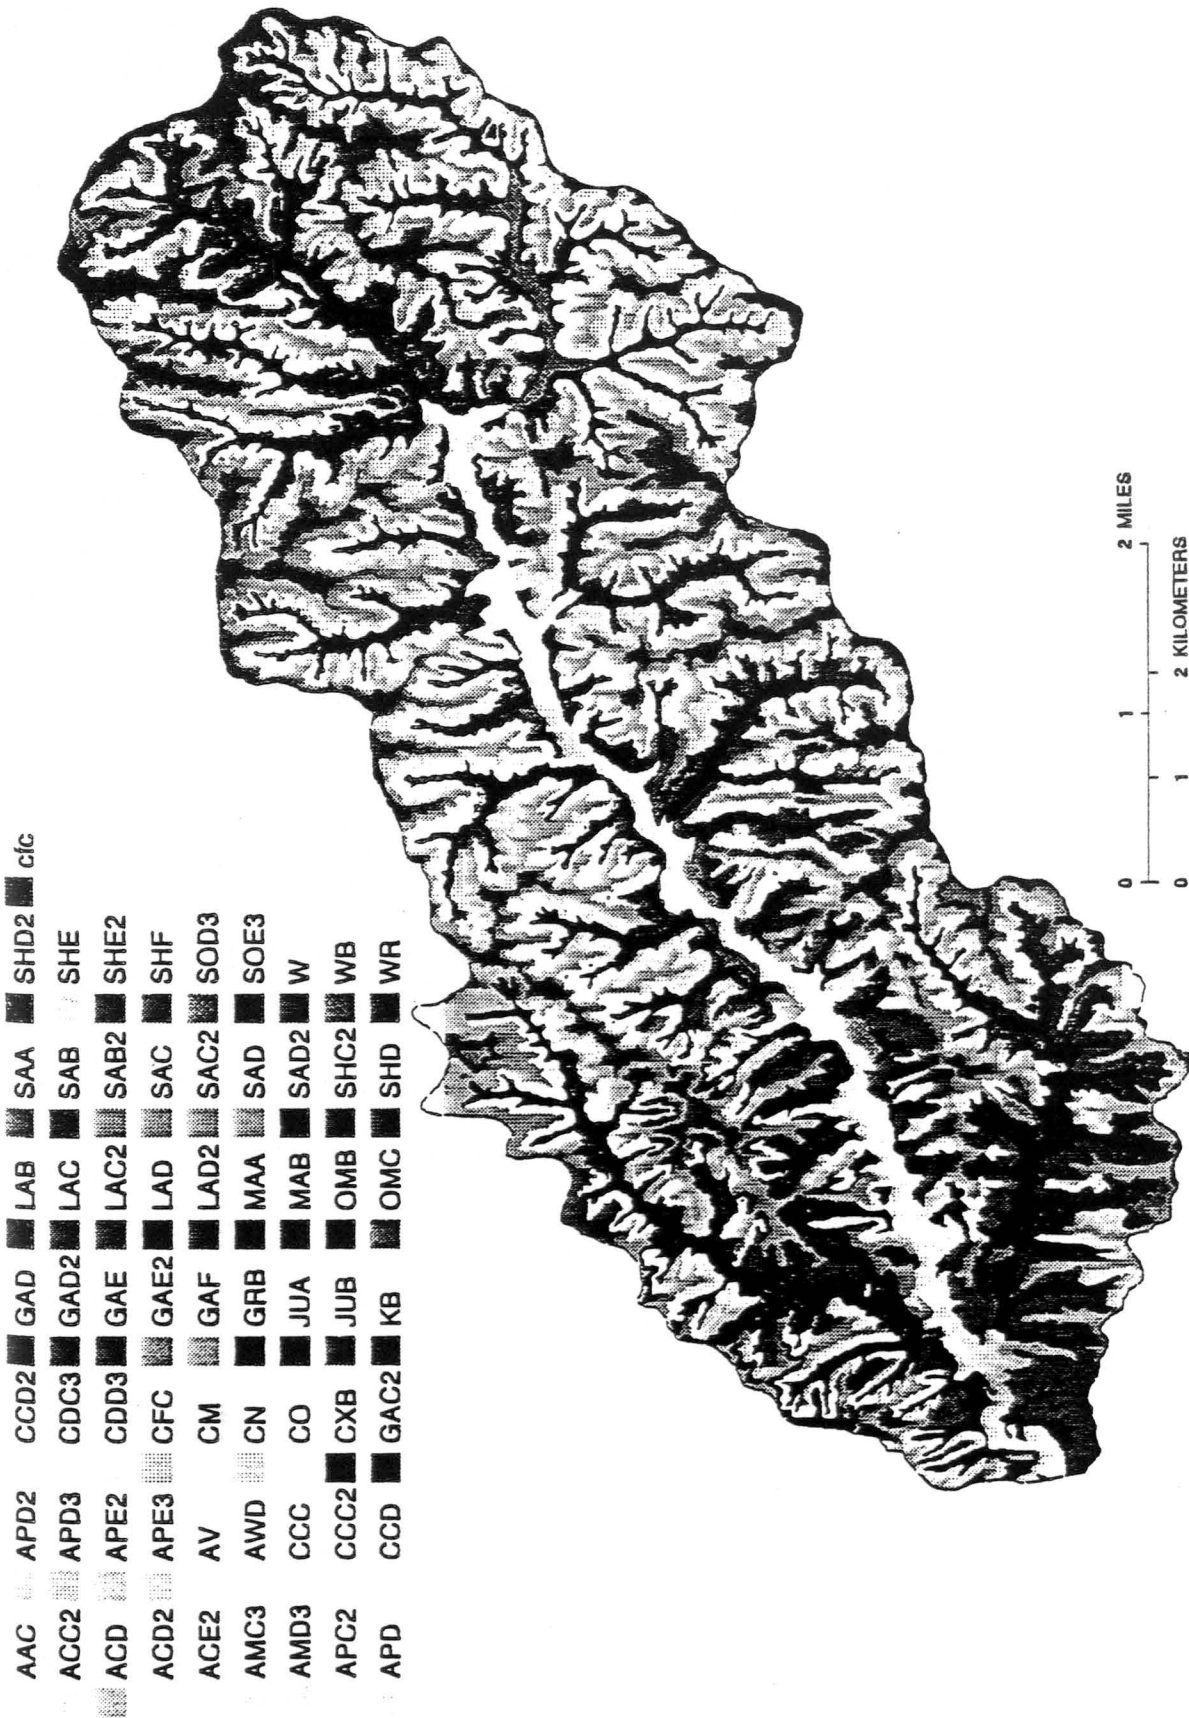 AAC APD2 CCD2 GAD LAB SAA SHD2 cfc
ACC2 APD3 CDC3 GAD2 LAC SAB SHE
ACD APE2 CDD3 GAE LAC2 SAB2 SHE2
ACD2 APE3 CFC GAE2 LAD SAC SHF
ACE2 AV CM GAF LAD2 SAC2 SOD3
AMC3 AWD CN GRB MAA SAD SOE3
AMD3 CCC CO JUA MAB SAD2 W
APC2 CCC2 CXB JUB OMB SHC2 WB
APD CCD GAC2 KB OMC SHD WR
0 1 2 MILES
0 1 2 KILOMETERS